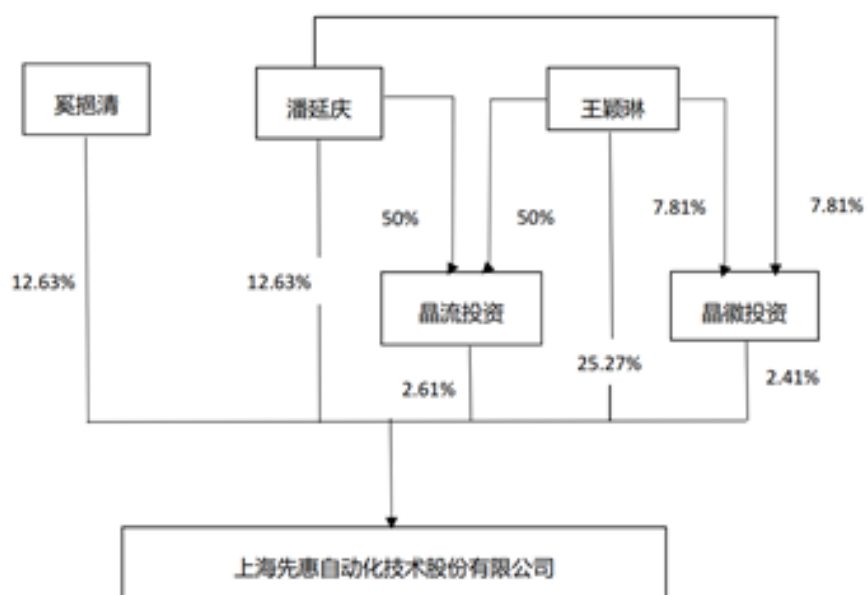 奚挹清
潘延庆
王颖琳
50%
50%
7.81%
7.81%
12.63%
12.63%
晶流投资
晶徽投资
25.27%
2.61%
2.41%
上海先惠自动化技术股份有限公司